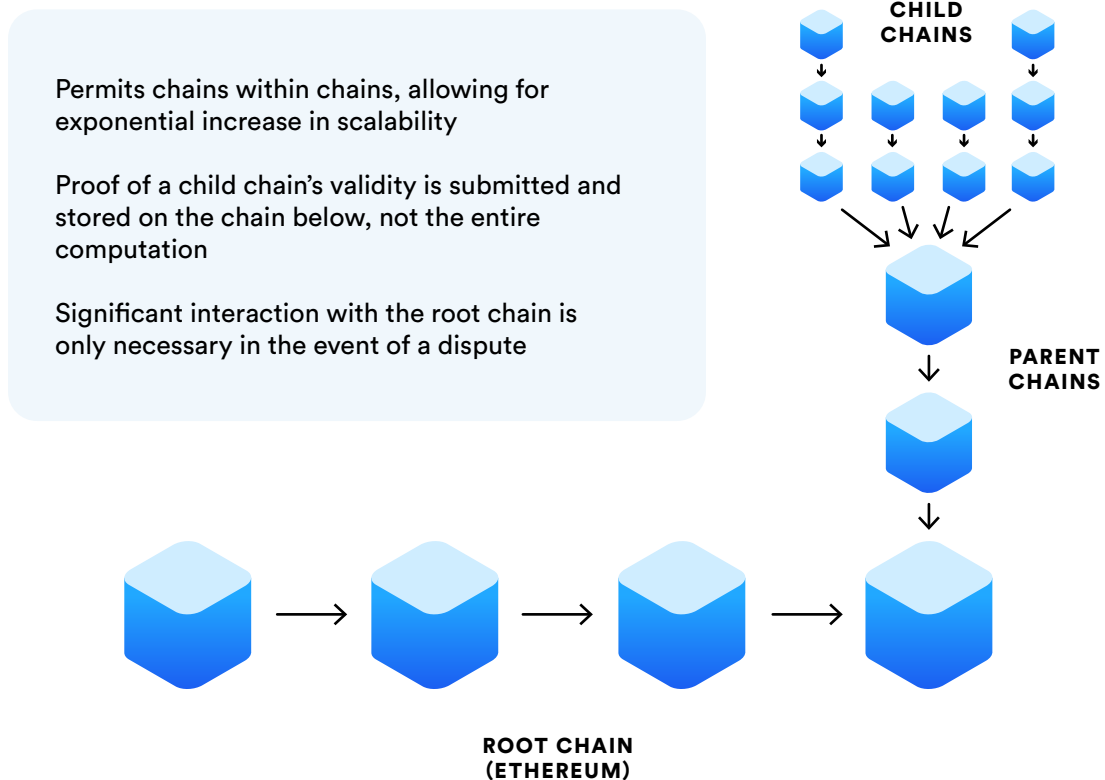 CHILD
CHAINS
Permits chains within chains, allowing for
exponential increase in scalability
Proof of a child chain’s validity is submitted and
stored on the chain below, not the entire
computation
Significant interaction with the root chain is
only necessary in the event of a dispute
PARENT
CHAINS
ROOT CHAIN
(ETHEREUM)